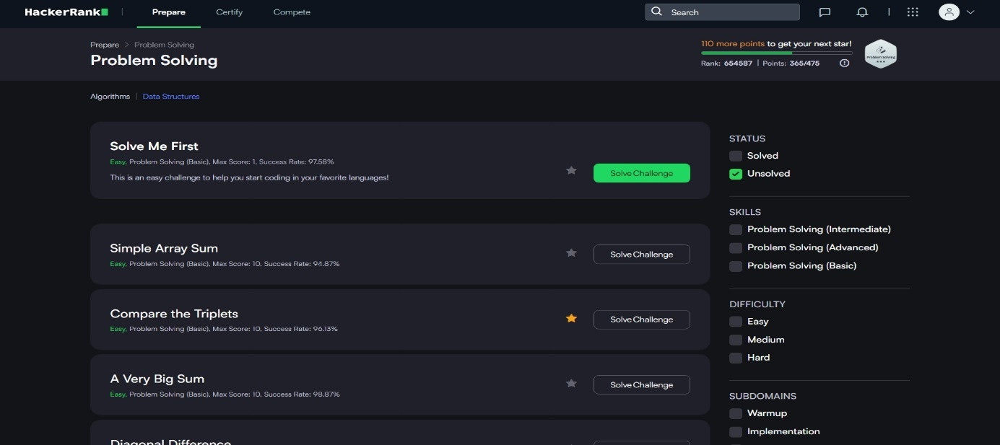 HackerRank
Prepare
Certify
Compete
Search
Prepare > Problem Solving
Problem Solving
110 more points to get your next star!
Rank: 654587 | Points: 365/475
Problem Solving
Algorithms | Data Structures
Solve Me First
Easy, Problem Solving (Basic), Max Score: 1, Success Rate: 97.58%
This is an easy challenge to help you start coding in your favorite languages!
Solve Challenge
Simple Array Sum
Easy, Problem Solving (Basic), Max Score: 10, Success Rate: 94.87%
Solve Challenge
Compare the Triplets
Easy, Problem Solving (Basic), Max Score: 10, Success Rate: 96.13%
Solve Challenge
A Very Big Sum
Easy, Problem Solving (Basic), Max Score: 10, Success Rate: 98.87%
Solve Challenge
Diagonal Difference
STATUS
Solved
Unsolved
SKILLS
Problem Solving (Intermediate)
Problem Solving (Advanced)
Problem Solving (Basic)
DIFFICULTY
Easy
Medium
Hard
SUBDOMAINS
Warmup
Implementation